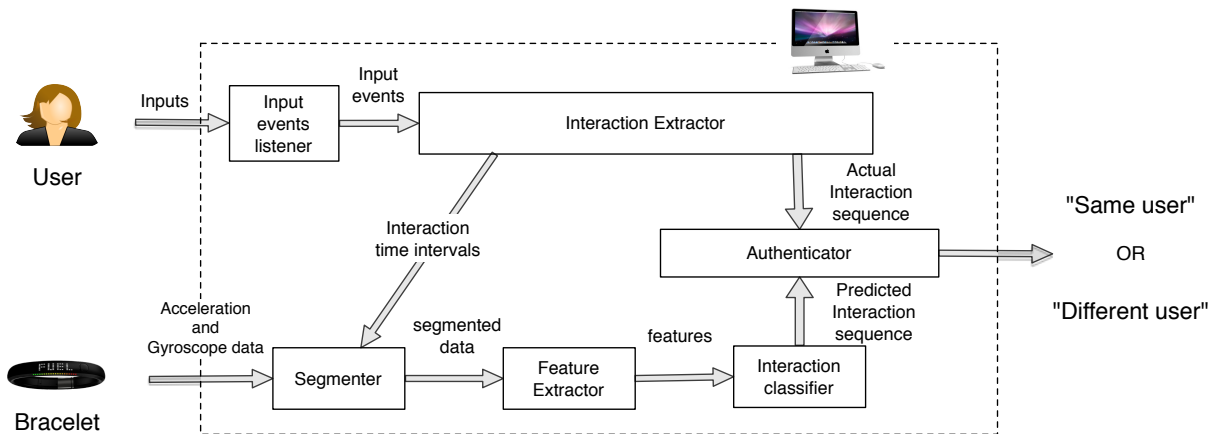 Inputs
Input
events
listener
Input
events
Interaction Extractor
User
Interaction
time intervals
Actual
Interaction
sequence
Authenticator
"Same user"
OR
"Different user"
Predicted
Interaction
sequence
Acceleration
and
Gyroscope data
Segmenter
segmented
data
Feature
Extractor
features
Interaction
classifier
FUEL
Bracelet